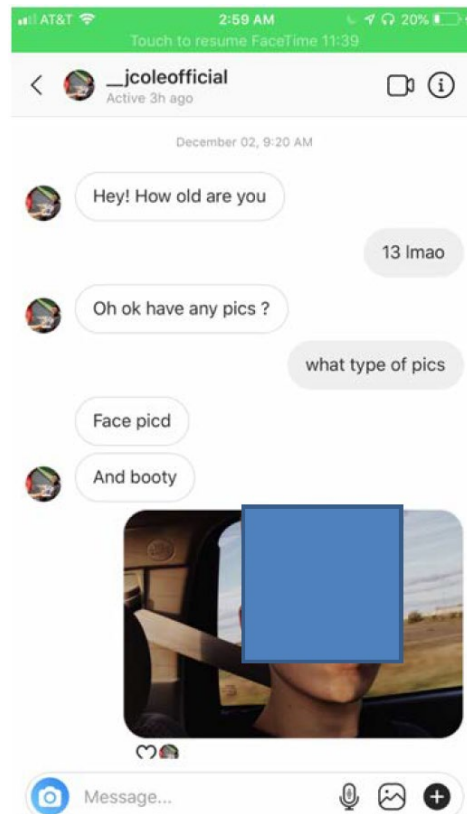 AT&T 2:59 AM 20%
Touch to resume FaceTime 11:39
__jcoleofficial
Active 3h ago
December 02, 9:20 AM
Hey! How old are you
13 lmao
Oh ok have any pics ?
what type of pics
Face picd
And booty
Message...